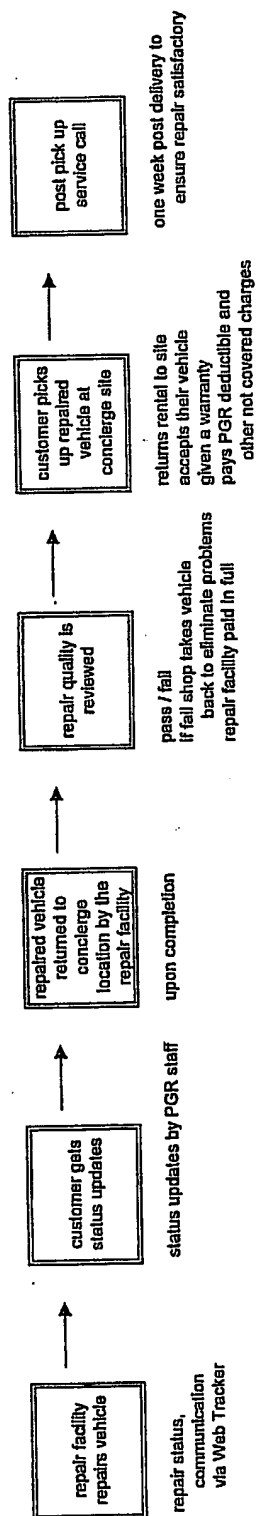 repair facility
repairs vehicle
repair status,
communication
via Web Tracker
customer gets
status updates
status updates by PGR staff
repaired vehicle
returned to
concierge
location by the
repair facility
upon completion
repair quality is
reviewed
pass / fail
if fail shop takes vehicle
back to eliminate problems
repair facility paid in full
customer picks
up repaired
vehicle at
concierge site
returns rental to site
accepts their vehicle
given a warranty
pays PGR deductible and
other not covered charges
post pick up
service call
one week post delivery to
ensure repair satisfactory